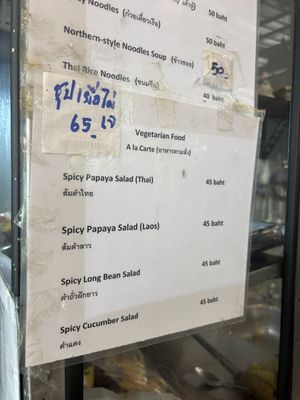 Noodles (ก๋วยเตี๋ยวเจ)
50 baht
Northern-style Noodles Soup (ข้าวซอย)
50 baht
50.-
Thai Rice Noodles (ขนมจีน)
40 baht
ซุปเยื่อไผ่
65.- เจ
Vegetarian Food
A la Carte (อาหารตามสั่ง)
Spicy Papaya Salad (Thai) 45 baht
ส้มตำไทย
Spicy Papaya Salad (Laos) 45 baht
ส้มตำลาว
Spicy Long Bean Salad 45 baht
ตำถั่วฝักยาว
Spicy Cucumber Salad 45 baht
ตำแตง